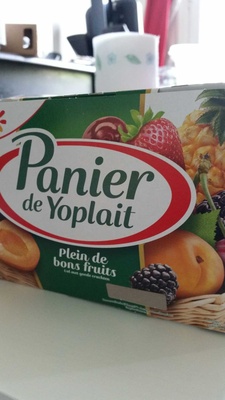 Panier
de Yoplait
Plein de
bons fruits